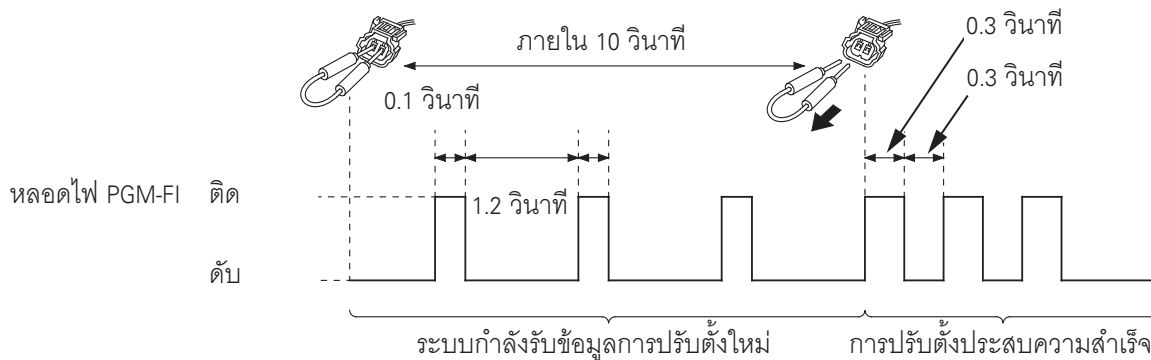 ภายใน 10 วินาที
0.3 วินาที
0.3 วินาที
0.1 วินาที
1.2 วินาที
หลอดไฟ PGM-FI ติด
ดับ
ระบบกำลังรับข้อมูลการปรับตั้งใหม่
การปรับตั้งประสบความสำเร็จ